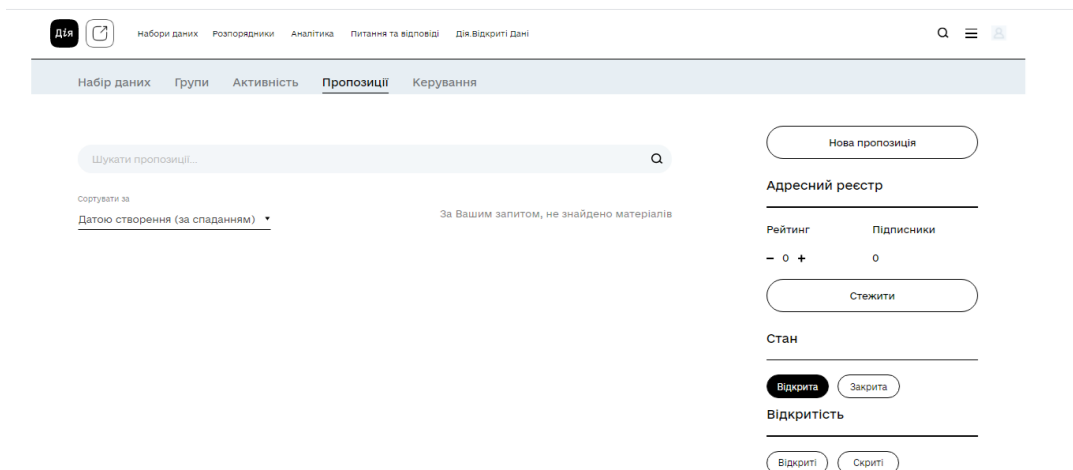 Дія
Набори даних Розпорядники Аналітика Питання та відповіді Дія.Відкриті Дані
Набір даних Групи Активність Пропозиції Керування
Шукати пропозиції...
Сортувати за
Датою створення (за спаданням)
За Вашим запитом, не знайдено матеріалів
Нова пропозиція
Адресний реєстр
Рейтинг Підписники
− 0 + 0
Стежити
Стан
Відкрита Закрита
Відкритість
Відкриті Скриті